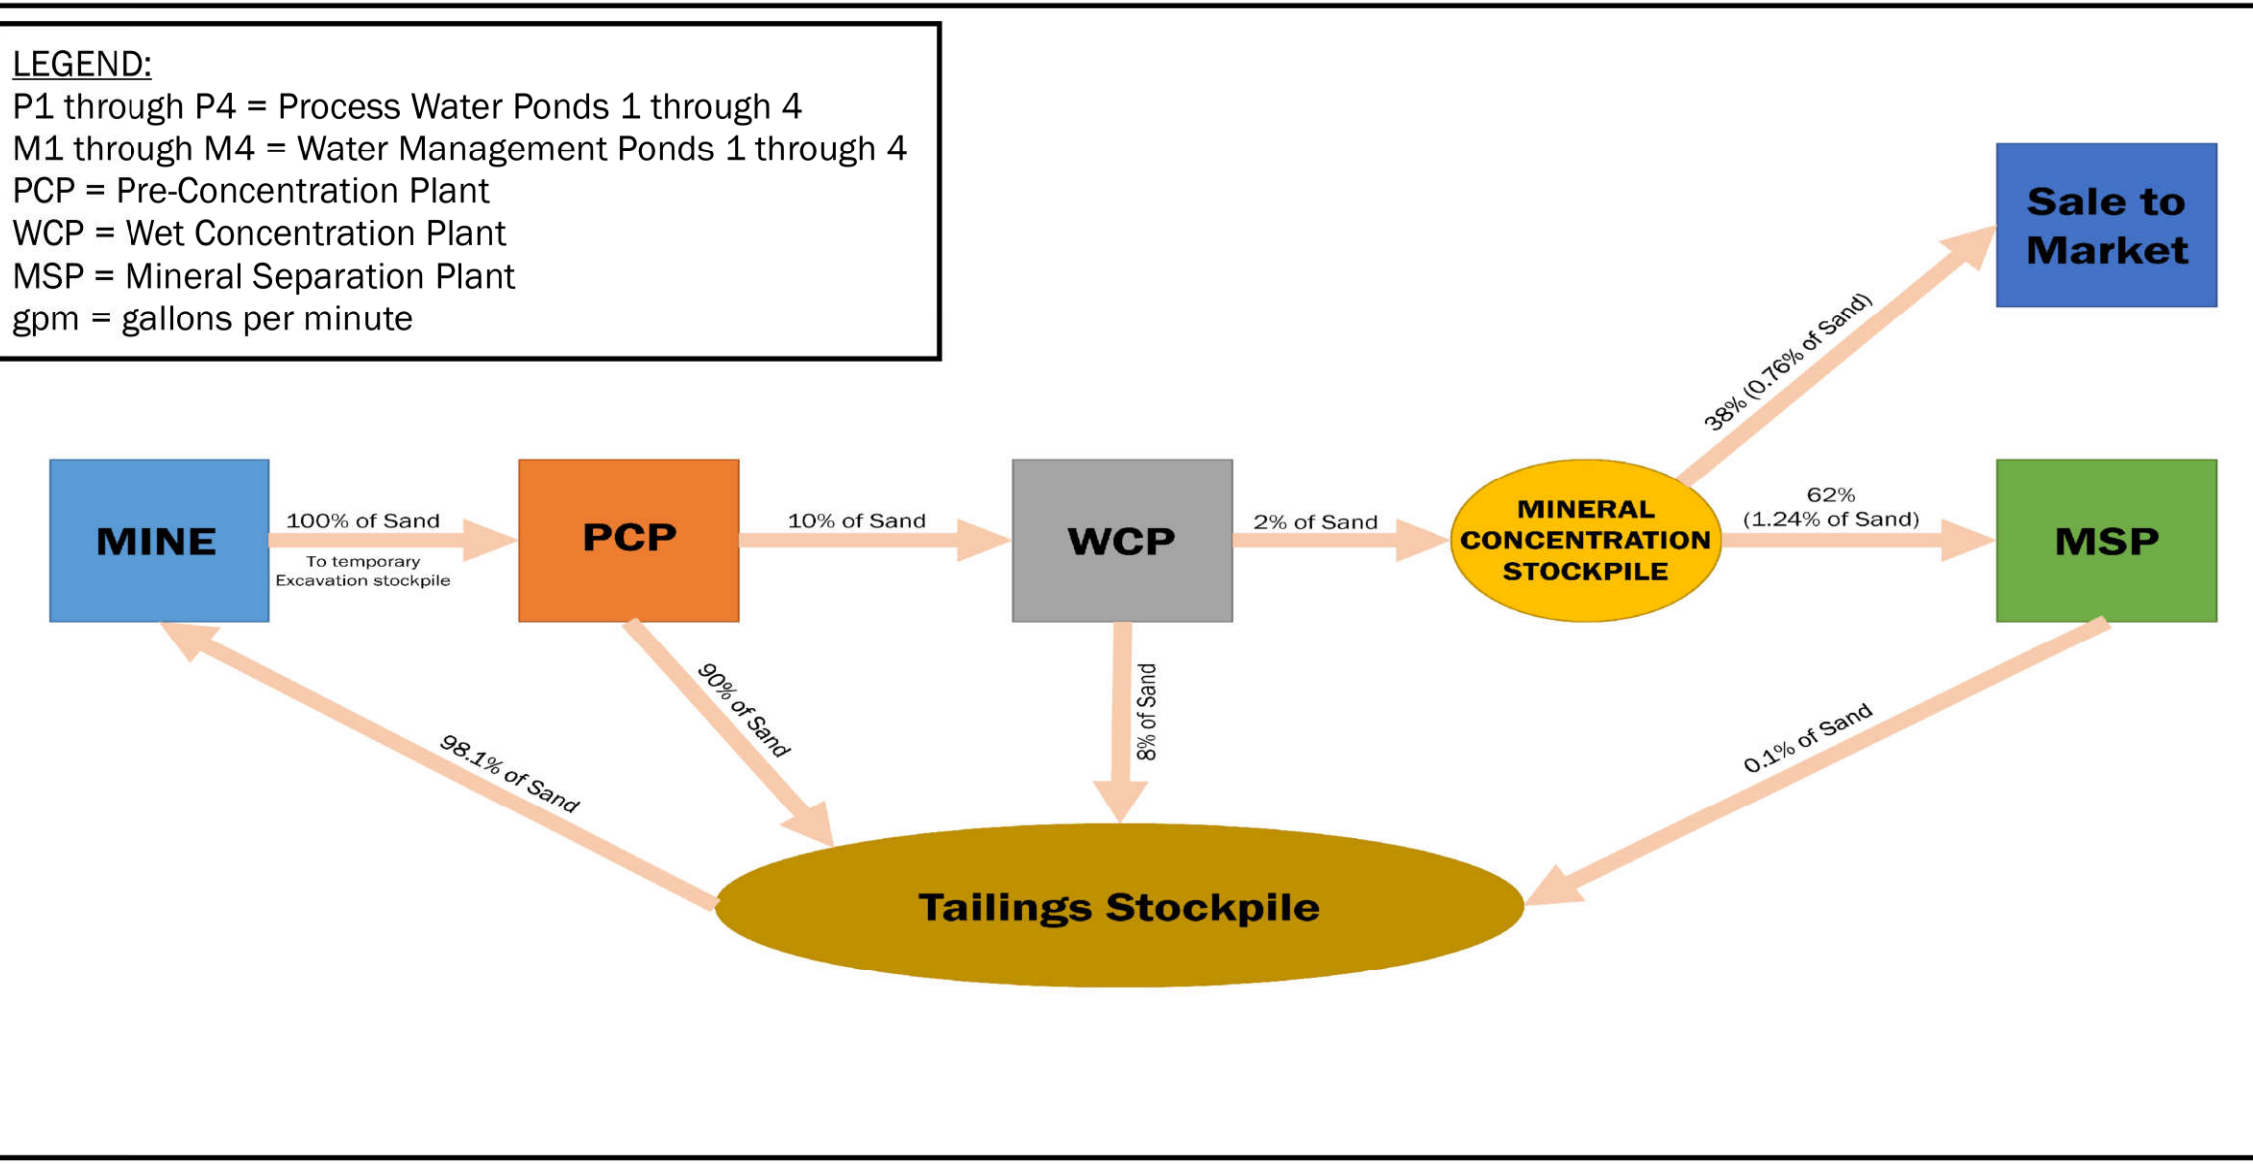 LEGEND:
P1 through P4 = Process Water Ponds 1 through 4
M1 through M4 = Water Management Ponds 1 through 4
PCP = Pre-Concentration Plant
WCP = Wet Concentration Plant
MSP = Mineral Separation Plant
gpm = gallons per minute
Sale to
Market
38% (0.76% of Sand)
MINE
100% of Sand
To temporary
Excavation stockpile
PCP
10% of Sand
WCP
2% of Sand
MINERAL
CONCENTRATION
STOCKPILE
62%
(1.24% of Sand)
MSP
98.1% of Sand
90% of Sand
8% of Sand
0.1% of Sand
Tailings Stockpile